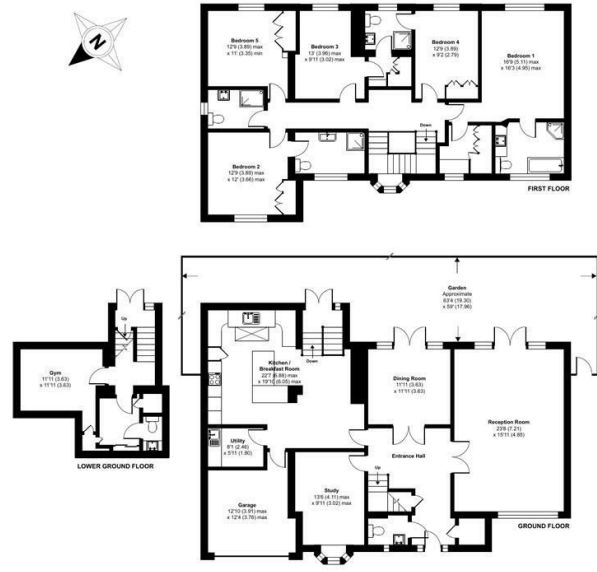 N
Bedroom 5
12'9 (3.89) max
x 11' (3.35) min
Bedroom 3
13' (3.96) max
x 9'11 (3.02) max
Bedroom 4
12'9 (3.89)
x 9'2 (2.79)
Bedroom 1
16'9 (5.11) max
x 16'3 (4.95) max
Down
Bedroom 2
12'9 (3.89) max
x 12' (3.66) max
FIRST FLOOR
Garden
Approximate
63'4 (19.30)
x 59' (17.96)
Up
Gym
11'11 (3.63)
x 11'11 (3.63)
LOWER GROUND FLOOR
Kitchen /
Breakfast Room
22'7 (6.88) max
x 19'10 (6.05) max
Down
Dining Room
11'11 (3.63)
x 11'11 (3.63)
Reception Room
23'8 (7.21)
x 15'11 (4.85)
Utility
8'1 (2.46)
x 5'11 (1.80)
Entrance Hall
Study
13'6 (4.11) max
x 9'11 (3.02) max
Up
Garage
12'10 (3.91) max
x 12'4 (3.76) max
GROUND FLOOR